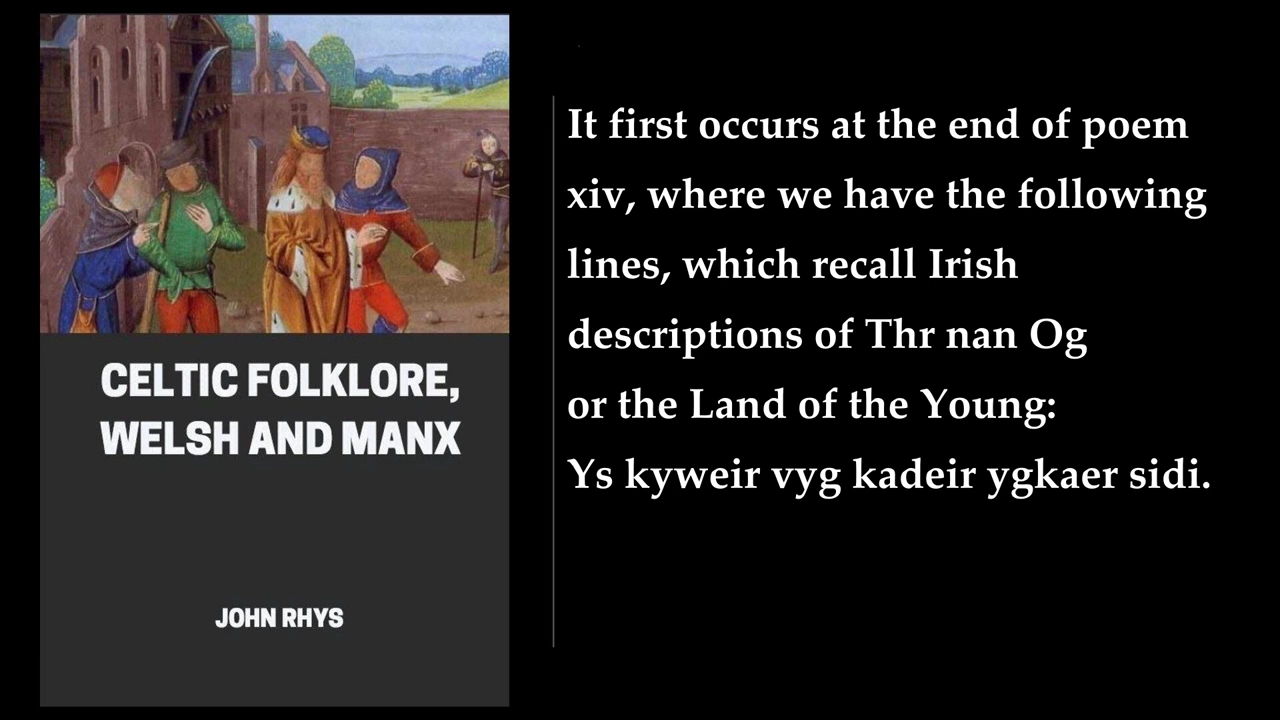 CELTIC FOLKLORE,
WELSH AND MANX
JOHN RHYS
It first occurs at the end of poem
xiv, where we have the following
lines, which recall Irish
descriptions of Thr nan Og
or the Land of the Young:
Ys kyweir vyg kadeir ygkaer sidi.